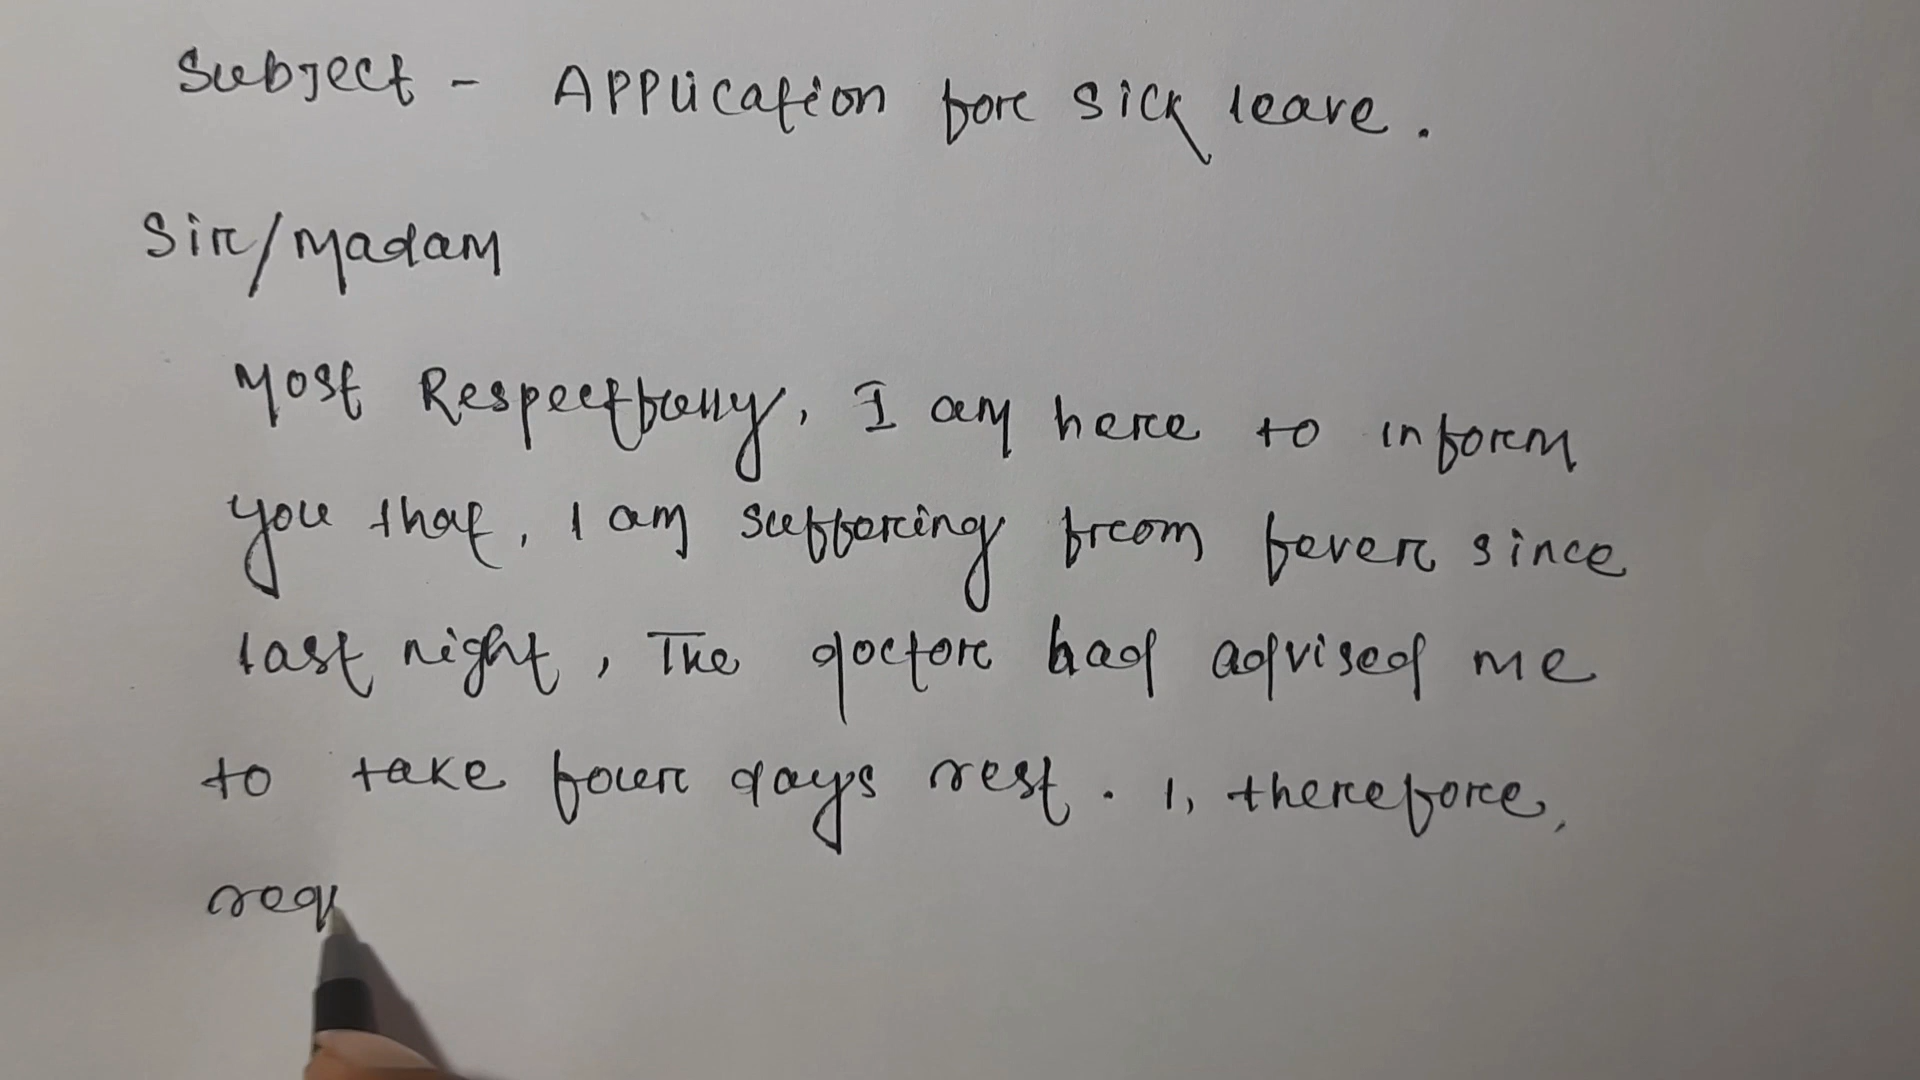 Subject - Application for sick leave.
Sir/Madam
Most Respectfully, I am here to inform
you that, I am suffering from fever since
last night, The doctor had advised me
to take four days rest. I, therefore,
req